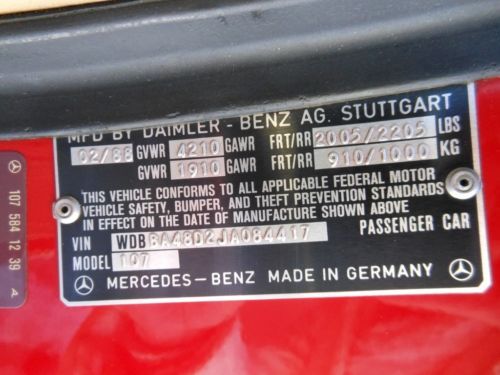 MFD BY DAIMLER - BENZ AG. STUTTGART
02/88 GVWR 4210 GAWR FRT/RR 2005/2205 LBS
GVWR 1910 GAWR FRT/RR 910/1000 KG
THIS VEHICLE CONFORMS TO ALL APPLICABLE FEDERAL MOTOR
VEHICLE SAFETY, BUMPER, AND THEFT PREVENTION STANDARDS
IN EFFECT ON THE DATE OF MANUFACTURE SHOWN ABOVE
VIN WDBBA48D2JA084417 PASSENGER CAR
MODEL 107
MERCEDES-BENZ MADE IN GERMANY
107 584 12 39 A